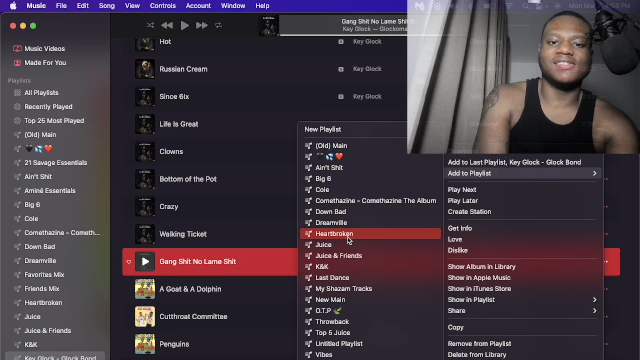 Music File Edit Song View Control Account Window Help
Gang Shit No Lame Shit
Key Glock — Glockoma
Music Videos
Made For You
Playlists
All Playlists
Recently Played
Top 25 Most Played
(Old) Main
🖤 💦 ❤️
21 Savage Essentials
Ain't Shit
Aminé Essentials
Big 6
Cole
Comethazine - Cometh...
Down Bad
Dreamville
Favorites Mix
Friends Mix
Heartbroken
Juice
Juice & Friends
K&K
Key Glock - Glock Bond
Hot
Key Glock
Russian Cream
Key Glock
Since 6ix
Key Glock
Life Is Great
Clowns
Bottom of the Pot
Crazy
Walking Ticket
Gang Shit No Lame Shit
A Goat & A Dolphin
Cutthroat Committee
Penguins
New Playlist
(Old) Main
🖤 💦 ❤️
Ain't Shit
Big 6
Cole
Comethazine - Comethazine The Album
Down Bad
Dreamville
Heartbroken
Juice
Juice & Friends
K&K
Last Dance
My Shazam Tracks
New Main
O.T.P 🌿
Throwback
Top 5 Juice
Untitled Playlist
Vibes
Add to Last Playlist, Key Glock - Glock Bond
Add to Playlist
Play Next
Play Later
Create Station
Get Info
Love
Dislike
Show Album in Library
Show in Apple Music
Show in iTunes Store
Show in Playlist
Share
Copy
Remove from Playlist
Delete from Library